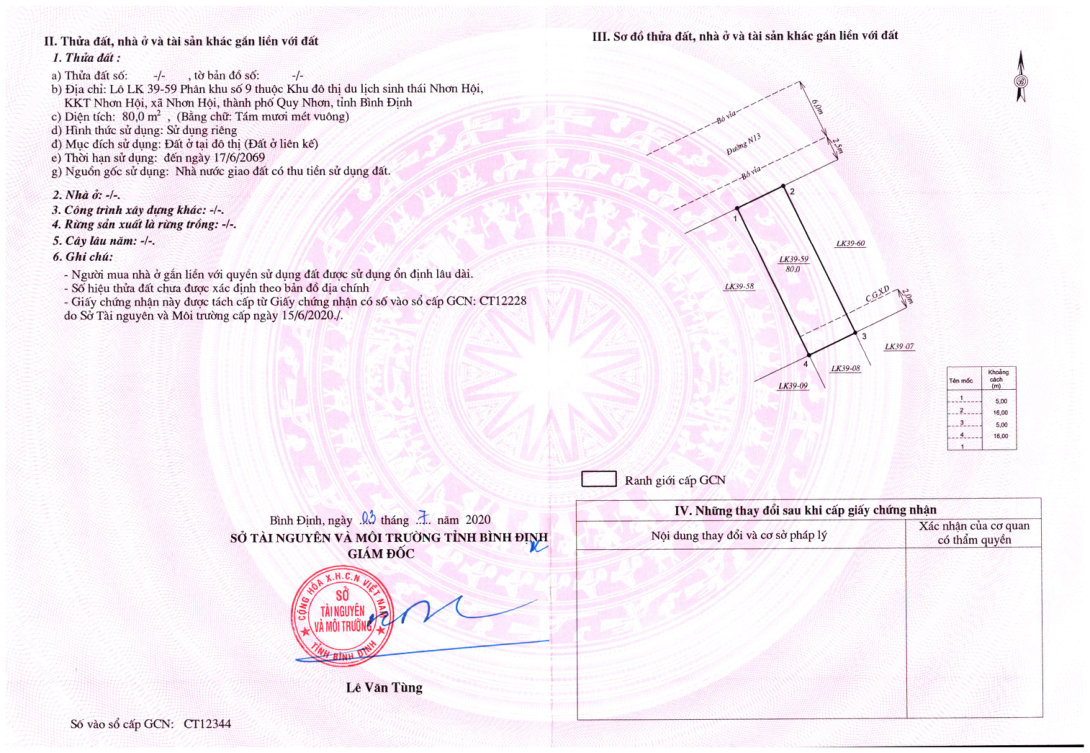 II. Thửa đất, nhà ở và tài sản khác gắn liền với đất
1. Thửa đất :
a) Thửa đất số: -/- , tờ bản đồ số: -/-
b) Địa chỉ: Lô LK 39-59 Phân khu số 9 thuộc Khu đô thị du lịch sinh thái Nhơn Hội,
KKT Nhơn Hội, xã Nhơn Hội, thành phố Quy Nhơn, tỉnh Bình Định
c) Diện tích: 80,0 m² , (Bằng chữ: Tám mươi mét vuông)
d) Hình thức sử dụng: Sử dụng riêng
đ) Mục đích sử dụng: Đất ở tại đô thị (Đất ở liên kế)
e) Thời hạn sử dụng: đến ngày 17/6/2069
g) Nguồn gốc sử dụng: Nhà nước giao đất có thu tiền sử dụng đất.
2. Nhà ở: -/-.
3. Công trình xây dựng khác: -/-.
4. Rừng sản xuất là rừng trồng: -/-.
5. Cây lâu năm: -/-.
6. Ghi chú:
- Người mua nhà ở gắn liền với quyền sử dụng đất được sử dụng ổn định lâu dài.
- Số hiệu thửa đất chưa được xác định theo bản đồ địa chính
- Giấy chứng nhận này được tách cấp từ Giấy chứng nhận có số vào sổ cấp GCN: CT12228
do Sở Tài nguyên và Môi trường cấp ngày 15/6/2020./.
Bình Định, ngày 03 tháng 7 năm 2020
SỞ TÀI NGUYÊN VÀ MÔI TRƯỜNG TỈNH BÌNH ĐỊNH
GIÁM ĐỐC
CỘNG HÒA X.H.C.N VIỆT NAM
SỞ
TÀI NGUYÊN
VÀ MÔI TRƯỜNG
TỈNH BÌNH ĐỊNH
Lê Văn Tùng
Số vào sổ cấp GCN: CT12344
III. Sơ đồ thửa đất, nhà ở và tài sản khác gắn liền với đất
B
Bó vỉa
6,0m
Đường N13
2,5m
Bó vỉa
1
2
LK39-60
LK39-59
80,0
LK39-58
C.G.X.D
2,0m
3
LK39-07
4
LK39-08
LK39-09
Tên mốc
Khoảng
cách
(m)
1
5,00
2
16,00
3
5,00
4
16,00
1
Ranh giới cấp GCN
IV. Những thay đổi sau khi cấp giấy chứng nhận
Nội dung thay đổi và cơ sở pháp lý
Xác nhận của cơ quan
có thẩm quyền